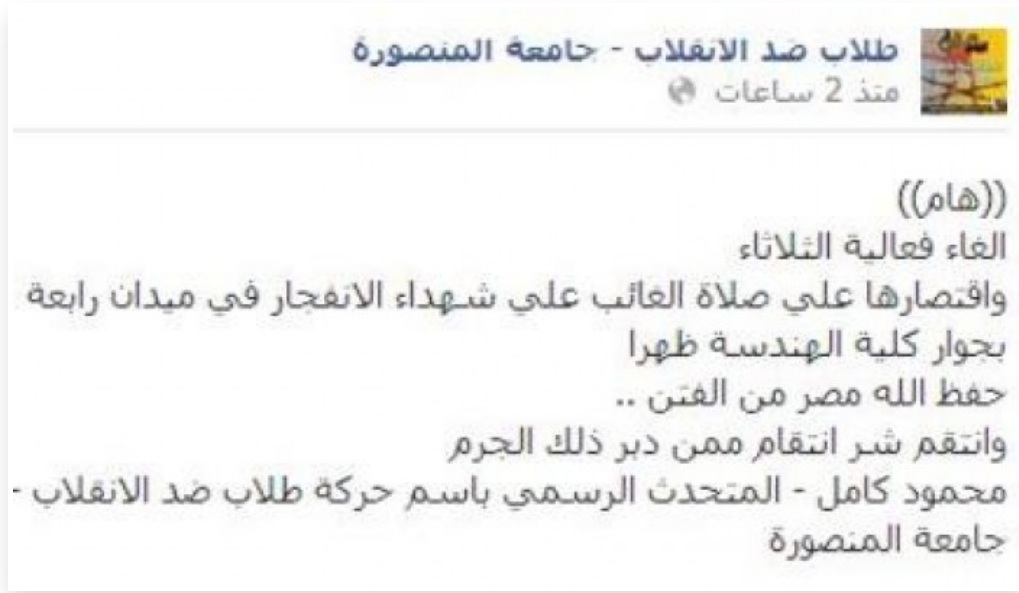 طلاب ضد الانقلاب - جامعة المنصورة
منذ 2 ساعات
((هام))
الغاء فعالية الثلاثاء
واقتصارها علي صلاة الغائب علي شهداء الانفجار في ميدان رابعة
بجوار كلية الهندسة ظهرا
حفظ الله مصر من الفتن ..
وانتقم شر انتقام ممن دبر ذلك الجرم
محمود كامل - المتحدث الرسمي باسم حركة طلاب ضد الانقلاب -
جامعة المنصورة